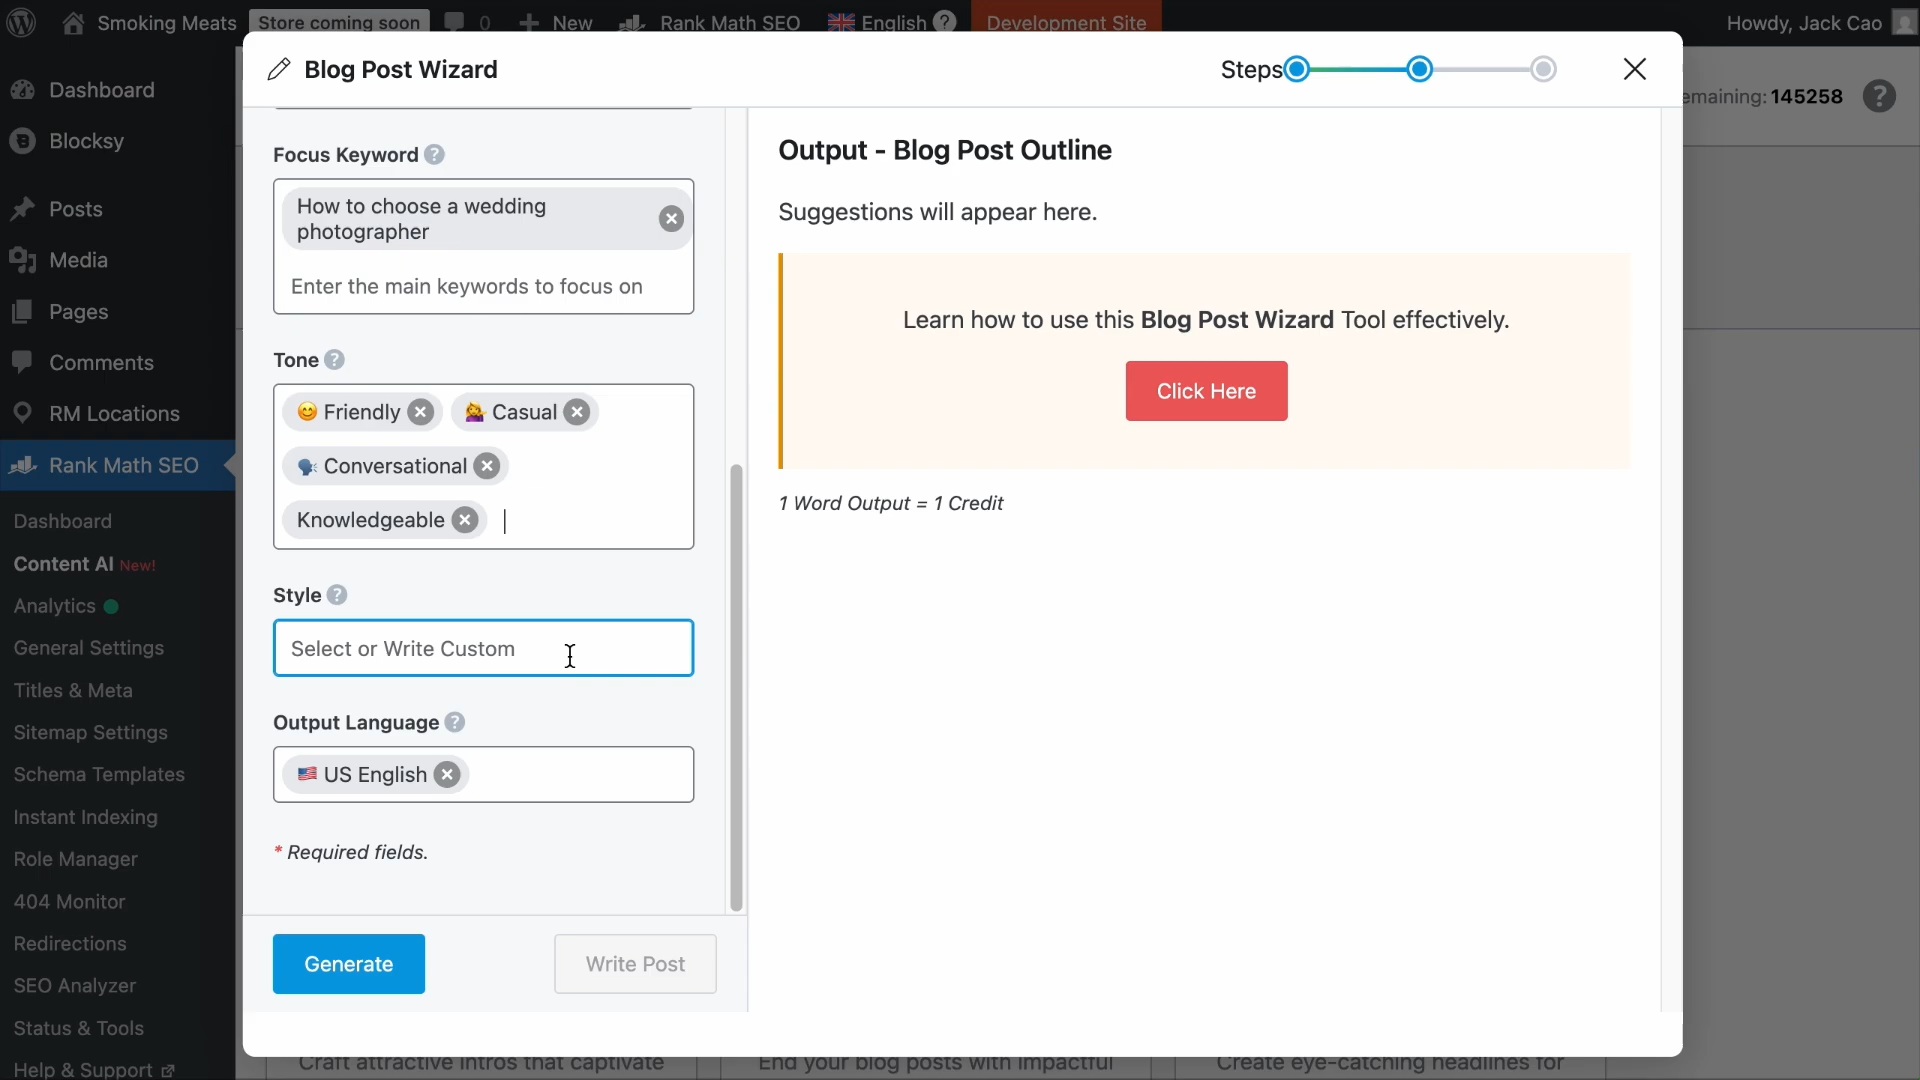 Smoking Meats
Store coming soon
0
New
Rank Math SEO
English
Development Site
Howdy, Jack Cao
Dashboard
Blocksy
Posts
Media
Pages
Comments
RM Locations
Rank Math SEO
Dashboard
Content AI New!
Analytics
General Settings
Titles & Meta
Sitemap Settings
Schema Templates
Instant Indexing
Role Manager
404 Monitor
Redirections
SEO Analyzer
Status & Tools
Help & Support
Blog Post Wizard
Steps
emaining: 145258
Focus Keyword
How to choose a wedding
photographer
Enter the main keywords to focus on
Tone
Friendly
Casual
Conversational
Knowledgeable
Style
Select or Write Custom
Output Language
US English
* Required fields.
Generate
Write Post
Output - Blog Post Outline
Suggestions will appear here.
Learn how to use this Blog Post Wizard Tool effectively.
Click Here
1 Word Output = 1 Credit
Craft attractive intros that captivate
End your blog posts with impactful
Create eye-catching headlines for